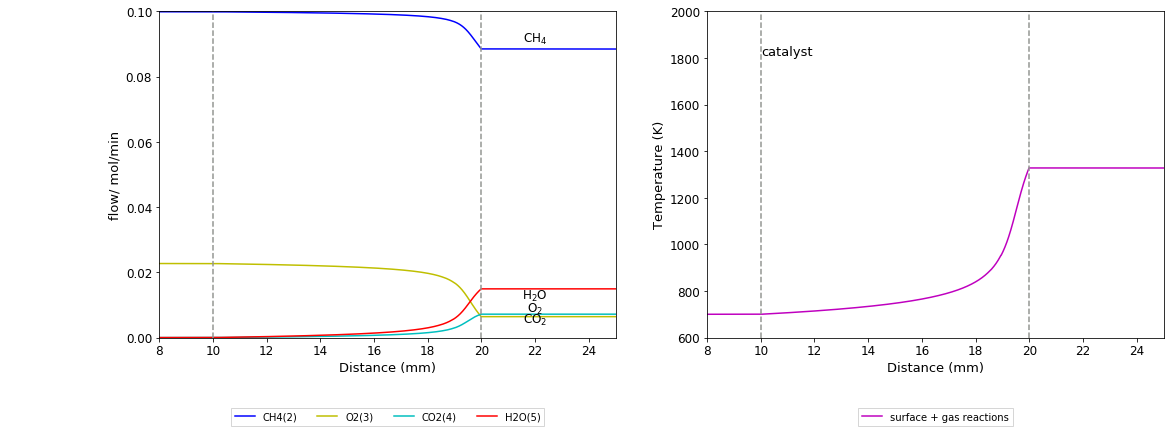 0.10
0.08
0.06
0.04
0.02
0.00
flow/ mol/min
CH4
H2O
O2
CO2
8 10 12 14 16 18 20 22 24
Distance (mm)
CH4(2) O2(3) CO2(4) H2O(5)
2000
1800
1600
1400
1200
1000
800
600
Temperature (K)
catalyst
8 10 12 14 16 18 20 22 24
Distance (mm)
surface + gas reactions